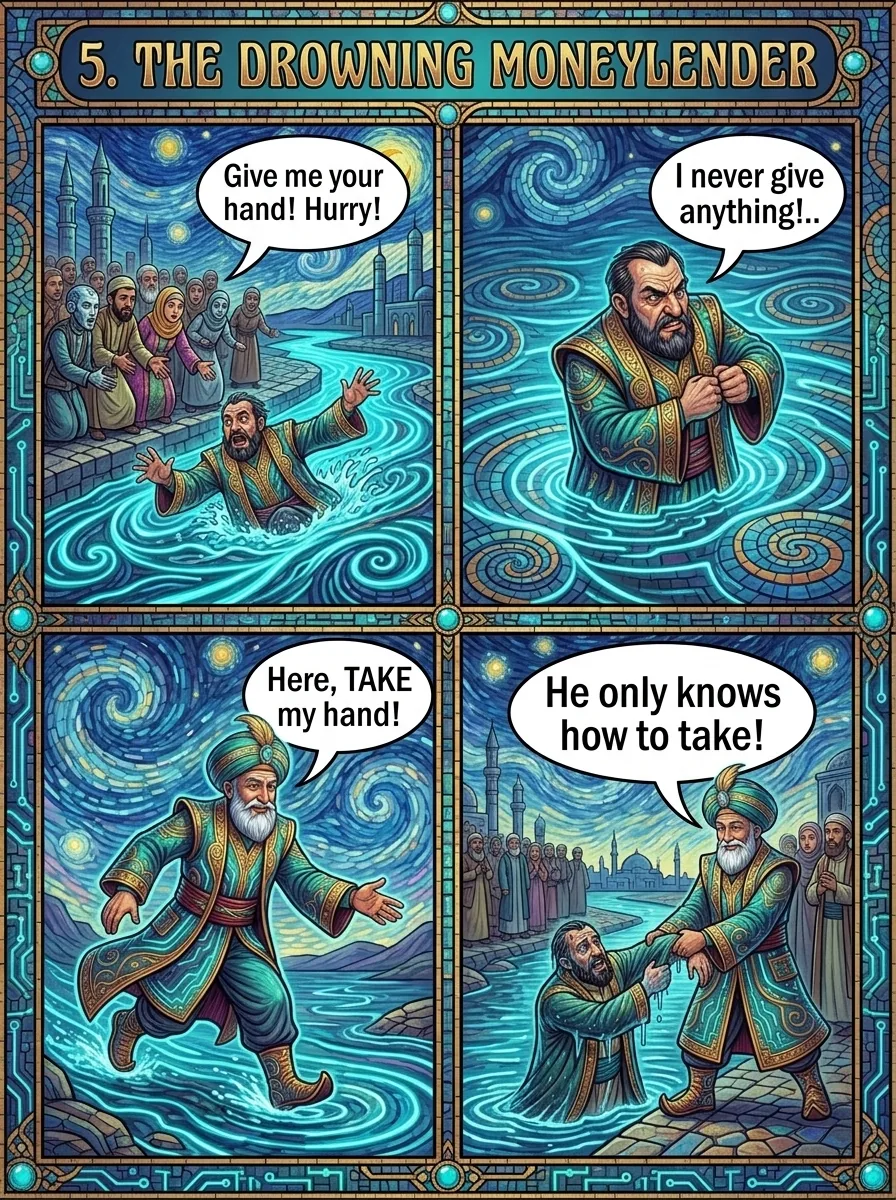 5. THE DROWNING MONEYLENDER
Give me your
hand! Hurry!
I never give
anything!..
Here, TAKE
my hand!
He only knows
how to take!